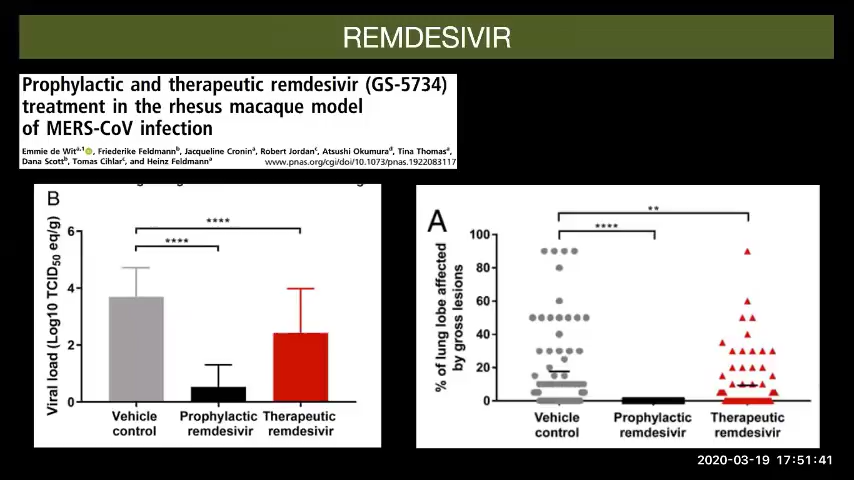 REMDESIVIR
Prophylactic and therapeutic remdesivir (GS-5734)
treatment in the rhesus macaque model
of MERS-CoV infection
Emmie de Wit^a,1, Friederike Feldmann^b, Jacqueline Cronin^a, Robert Jordan^c, Atsushi Okumura^d, Tina Thomas^a,
Dana Scott^b, Tomas Cihlar^c, and Heinz Feldmann^a
www.pnas.org/cgi/doi/10.1073/pnas.1922083117
B
Viral load (Log10 TCID50 eq/g)
6
4
2
0
****
****
Vehicle control
Prophylactic remdesivir
Therapeutic remdesivir
A
% of lung lobe affected
by gross lesions
100
80
60
40
20
0
**
****
Vehicle control
Prophylactic remdesivir
Therapeutic remdesivir
2020-03-19 17:51:41